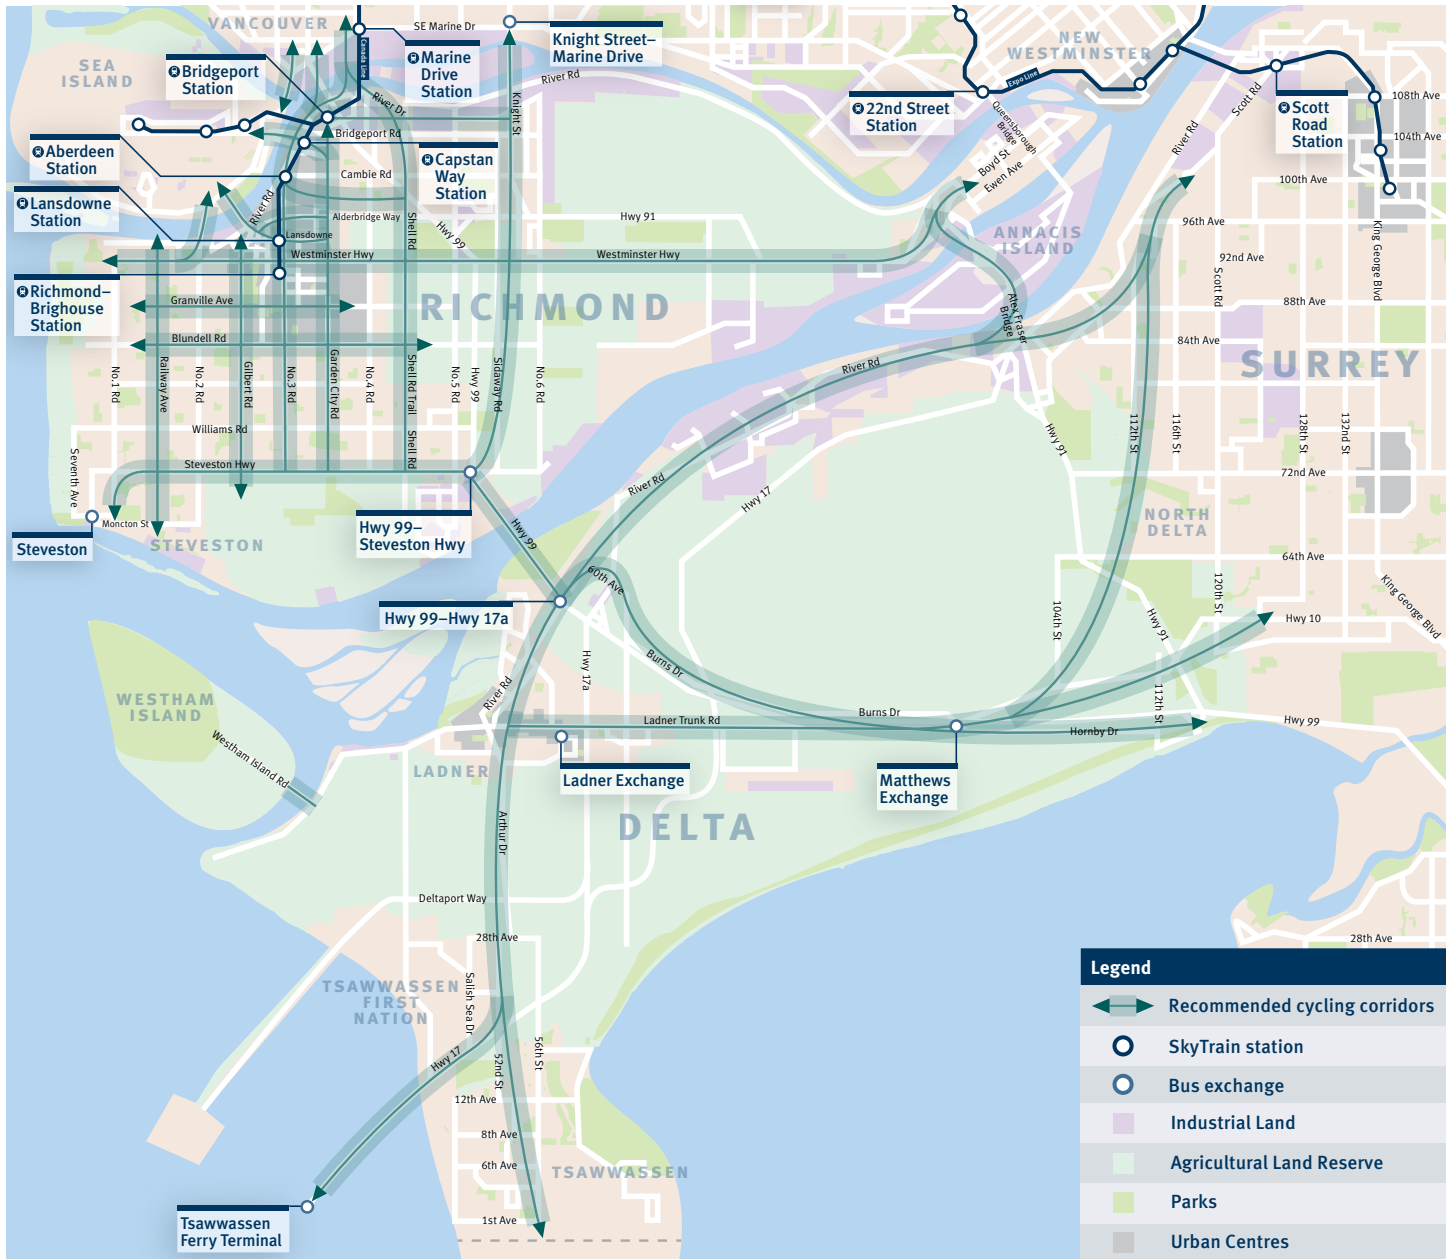 VANCOUVER
SE Marine Dr
Canada Line
SEA
ISLAND
Bridgeport
Station
Marine
Drive
Station
Knight Street–
Marine Drive
River Rd
NEW
WESTMINSTER
Expo Line
22nd Street
Station
Queensborough
Bridge
Boyd St
Ewen Ave
Scott Rd
River Rd
Scott
Road
Station
108th Ave
104th Ave
100th Ave
River Dr
Knight St
Bridgeport Rd
Aberdeen
Station
Capstan
Way
Station
Cambie Rd
Lansdowne
Station
River Rd
Alderbridge Way
Shell Rd
Hwy 99
Hwy 91
Lansdowne
Westminster Hwy
Westminster Hwy
ANNACIS
ISLAND
96th Ave
92nd Ave
King George Blvd
Scott Rd
88th Ave
84th Ave
Richmond–
Brighouse
Station
Granville Ave
RICHMOND
Alex Fraser
Bridge
Blundell Rd
SURREY
No.1 Rd
Railway Ave
No.2 Rd
Gilbert Rd
No.3 Rd
Garden City Rd
No.4 Rd
Shell Rd Trail
No.5 Rd
Hwy 99
Sidaway Rd
No.6 Rd
River Rd
Williams Rd
Shell Rd
Steveston Hwy
Seventh Ave
Hwy 91
112th St
116th St
128th St
132nd St
72nd Ave
River Rd
Hwy 17
Moncton St
Steveston
STEVESTON
Hwy 99–
Steveston Hwy
Hwy 99
NORTH
DELTA
64th Ave
60th Ave
Hwy 99–Hwy 17a
104th St
Hwy 91
120th St
King George Blvd
Hwy 10
Burns Dr
Hwy 17a
River Rd
WESTHAM
ISLAND
Westham Island Rd
Ladner Trunk Rd
Burns Dr
112th St
Hornby Dr
Hwy 99
LADNER
Ladner Exchange
Matthews
Exchange
DELTA
Arthur Dr
Deltaport Way
28th Ave
28th Ave
TSAWWASSEN
FIRST
NATION
Salish Sea Dr
Hwy 17
52nd St
56th St
12th Ave
8th Ave
6th Ave
TSAWWASSEN
1st Ave
Tsawwassen
Ferry Terminal
Legend
Recommended cycling corridors
SkyTrain station
Bus exchange
Industrial Land
Agricultural Land Reserve
Parks
Urban Centres